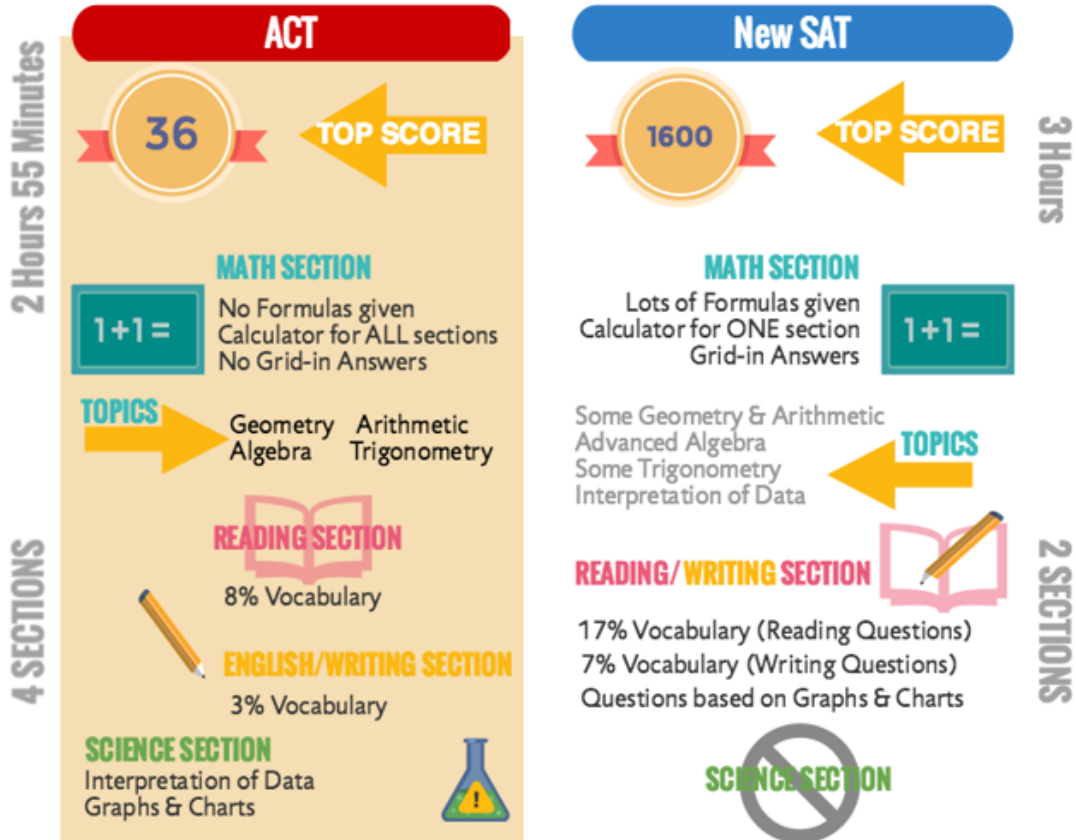 ACT
2 Hours 55 Minutes
36
TOP SCORE
MATH SECTION
1+1=
No Formulas given
Calculator for ALL sections
No Grid-in Answers
TOPICS
Geometry Arithmetic
Algebra Trigonometry
4 SECTIONS
READING SECTION
8% Vocabulary
ENGLISH/WRITING SECTION
3% Vocabulary
SCIENCE SECTION
Interpretation of Data
Graphs & Charts
!
New SAT
3 Hours
1600
TOP SCORE
MATH SECTION
Lots of Formulas given
Calculator for ONE section
Grid-in Answers
1+1=
Some Geometry & Arithmetic
Advanced Algebra
Some Trigonometry
Interpretation of Data
TOPICS
2 SECTIONS
READING/WRITING SECTION
17% Vocabulary (Reading Questions)
7% Vocabulary (Writing Questions)
Questions based on Graphs & Charts
SCIENCE SECTION